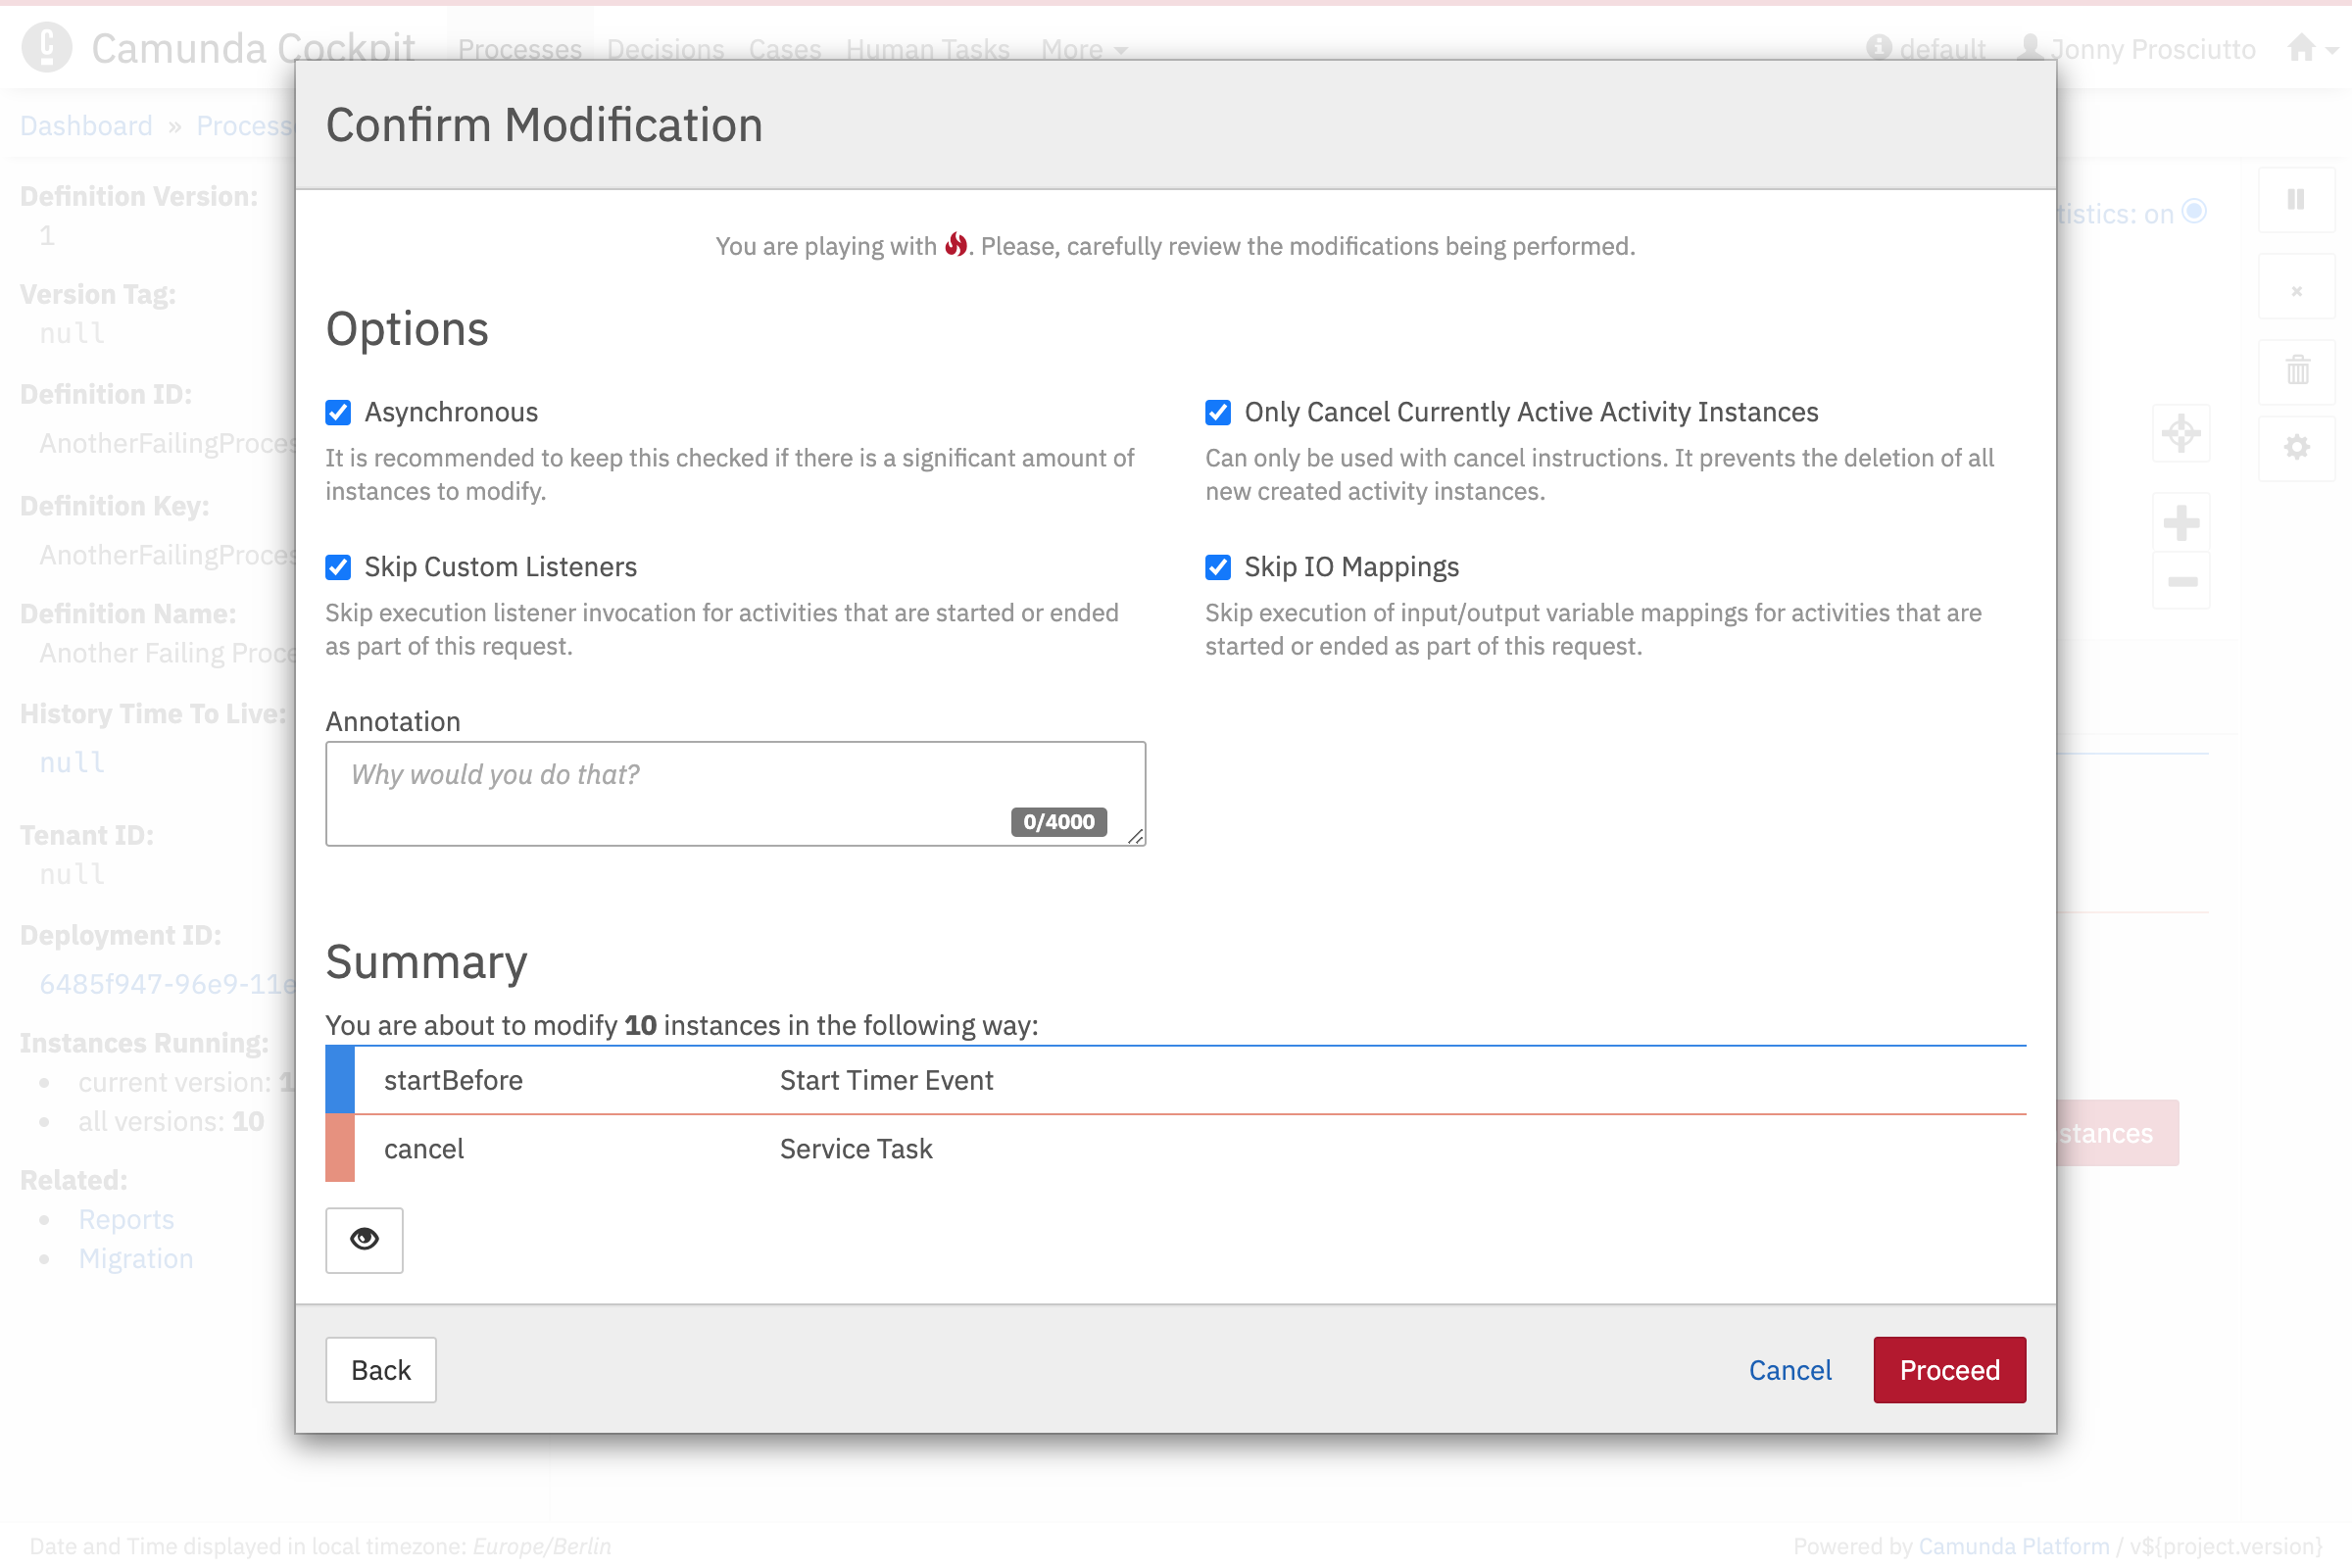 Camunda Cockpit Processes Decisions Cases Human Tasks More default Jonny Prosciutto
Dashboard » Process
Confirm Modification
Definition Version:
1
Version Tag:
null
Definition ID:
AnotherFailingProces
Definition Key:
AnotherFailingProces
Definition Name:
Another Failing Proce
History Time To Live:
null
Tenant ID:
null
Deployment ID:
6485f947-96e9-11e
Instances Running:
current version: 1
all versions: 10
Related:
Reports
Migration
You are playing with . Please, carefully review the modifications being performed.
Options
Asynchronous
It is recommended to keep this checked if there is a significant amount of
instances to modify.
Only Cancel Currently Active Activity Instances
Can only be used with cancel instructions. It prevents the deletion of all
new created activity instances.
Skip Custom Listeners
Skip execution listener invocation for activities that are started or ended
as part of this request.
Skip IO Mappings
Skip execution of input/output variable mappings for activities that are
started or ended as part of this request.
Annotation
Why would you do that?
0/4000
Summary
You are about to modify 10 instances in the following way:
startBefore Start Timer Event
cancel Service Task
Back Cancel Proceed
tistics: on
stances
Date and Time displayed in local timezone: Europe/Berlin
Powered by Camunda Platform / v${project.version}